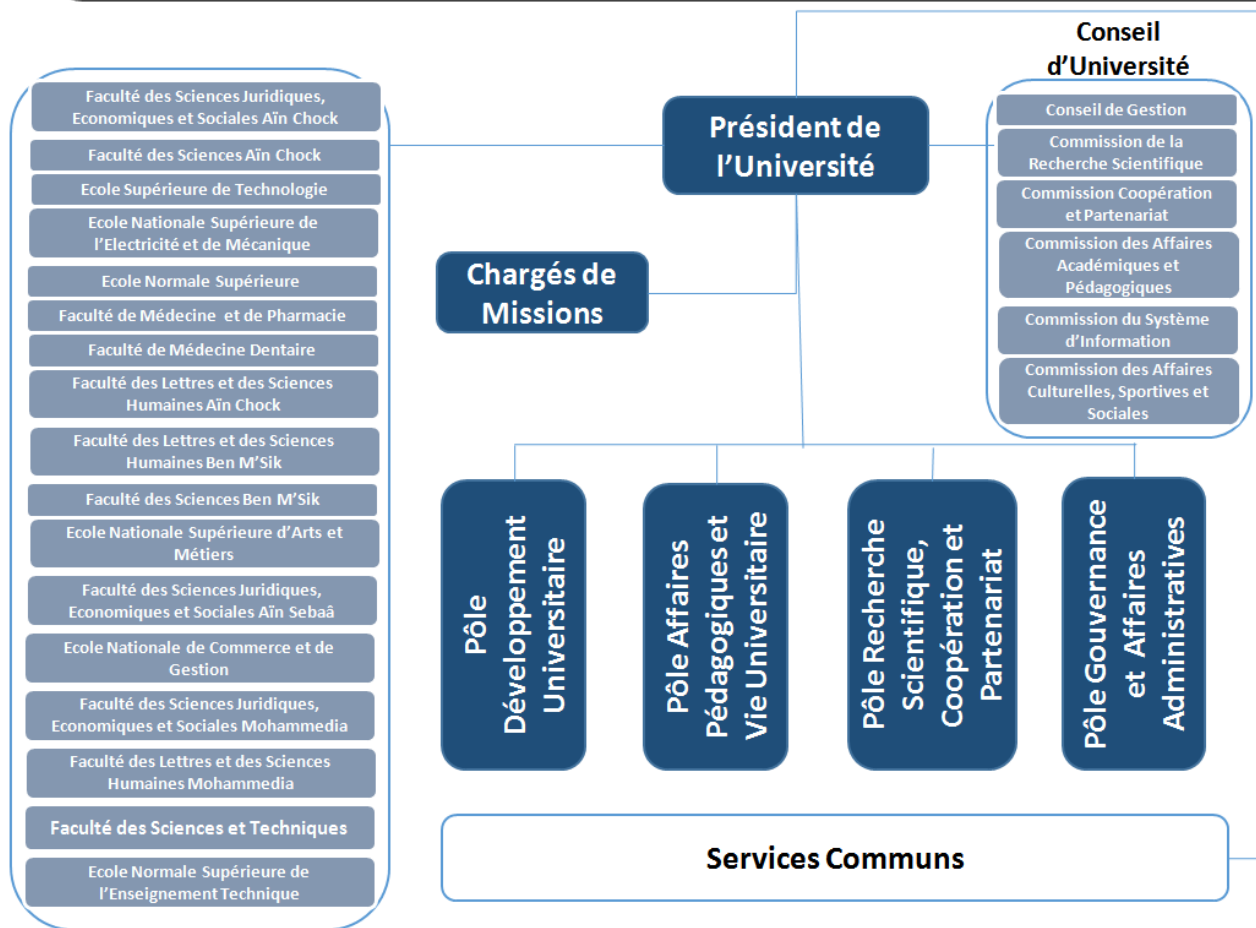 Faculté des Sciences Juridiques,
Economiques et Sociales Aïn Chock
Faculté des Sciences Aïn Chock
Ecole Supérieure de Technologie
Ecole Nationale Supérieure de
l'Electricité et de Mécanique
Ecole Normale Supérieure
Faculté de Médecine et de Pharmacie
Faculté de Médecine Dentaire
Faculté des Lettres et des Sciences
Humaines Aïn Chock
Faculté des Lettres et des Sciences
Humaines Ben M'Sik
Faculté des Sciences Ben M'Sik
Ecole Nationale Supérieure d'Arts et
Métiers
Faculté des Sciences Juridiques,
Economiques et Sociales Aïn Sebaâ
Ecole Nationale de Commerce et de
Gestion
Faculté des Sciences Juridiques,
Economiques et Sociales Mohammedia
Faculté des Lettres et des Sciences
Humaines Mohammedia
Faculté des Sciences et Techniques
Ecole Normale Supérieure de
l'Enseignement Technique
Président de
l'Université
Chargés de
Missions
Conseil
d'Université
Conseil de Gestion
Commission de la
Recherche Scientifique
Commission Coopération
et Partenariat
Commission des Affaires
Académiques et
Pédagogiques
Commission du Système
d'Information
Commission des Affaires
Culturelles, Sportives et
Sociales
Pôle
Développement
Universitaire
Pôle Affaires
Pédagogiques et
Vie Universitaire
Pôle Recherche
Scientifique,
Coopération et
Partenariat
Pôle Gouvernance
et Affaires
Administratives
Services Communs